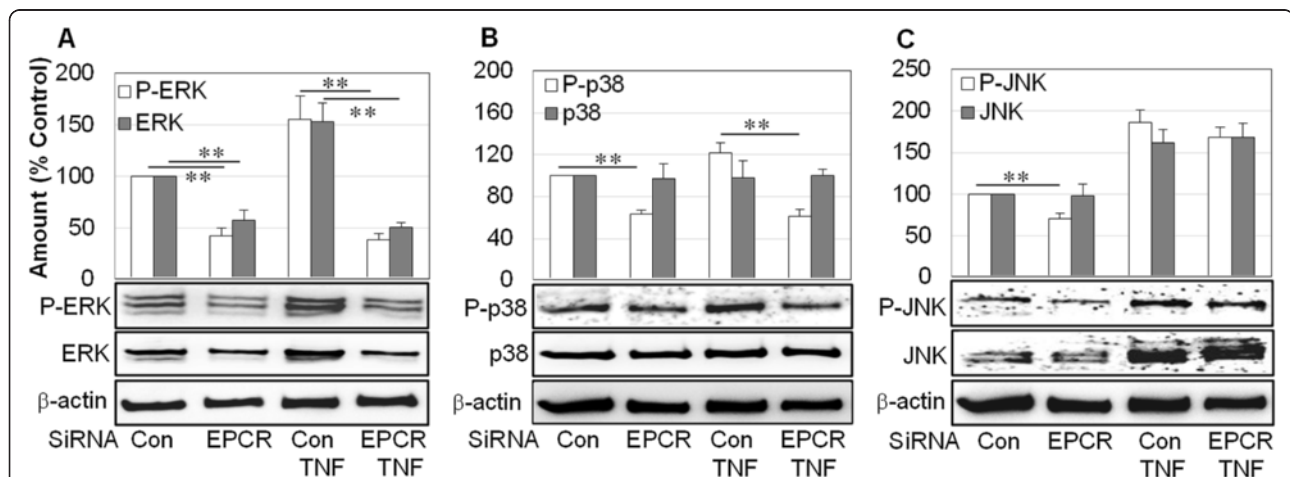 A
B
C
Amount (% Control)
200
150
100
50
0
P-ERK
ERK
**
**
**
**
200
160
120
80
40
0
P-p38
p38
**
**
250
200
150
100
50
0
P-JNK
JNK
**
P-ERK
ERK
β-actin
P-p38
p38
β-actin
P-JNK
JNK
β-actin
SiRNA Con EPCR Con EPCR
TNF TNF
SiRNA Con EPCR Con EPCR
TNF TNF
SiRNA Con EPCR Con EPCR
TNF TNF